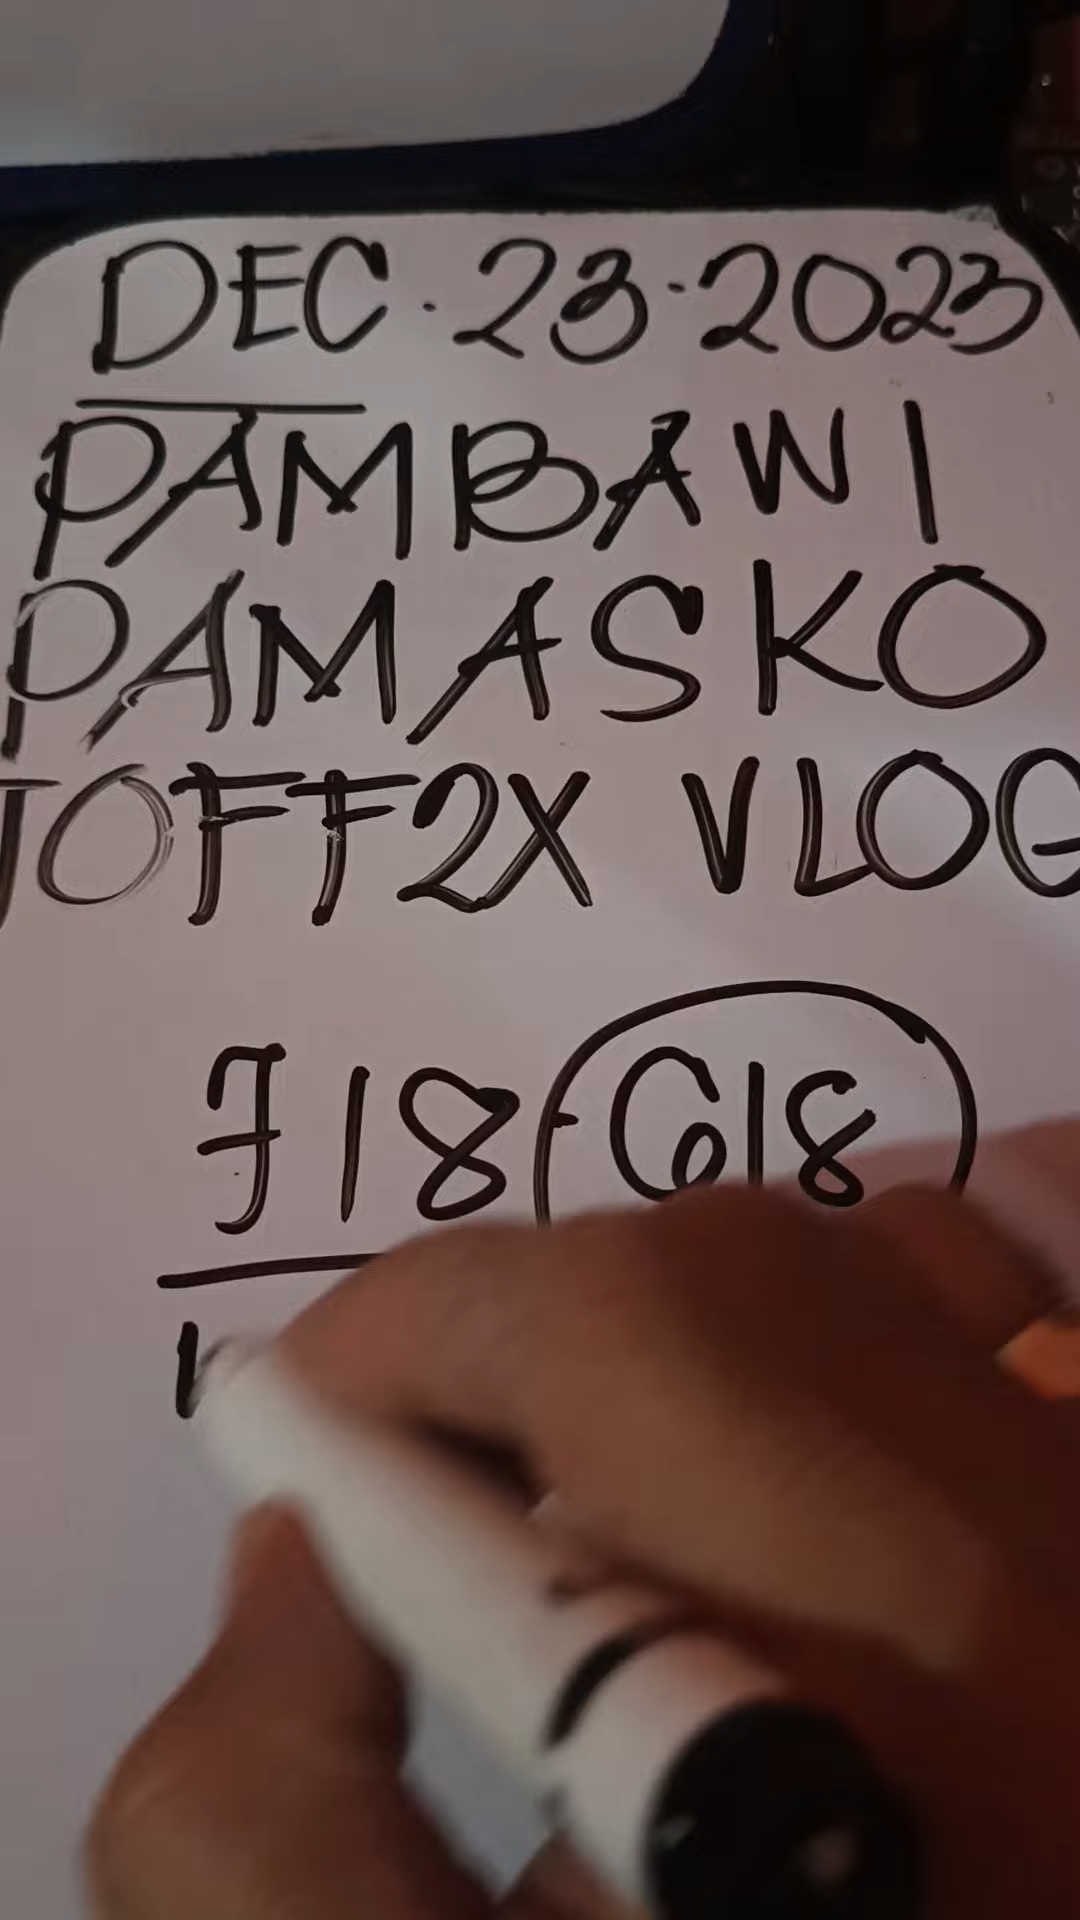 DEC. 23. 2023
PAMBAWI
PAMASKO
JOFF2X VLOG
718 - 618